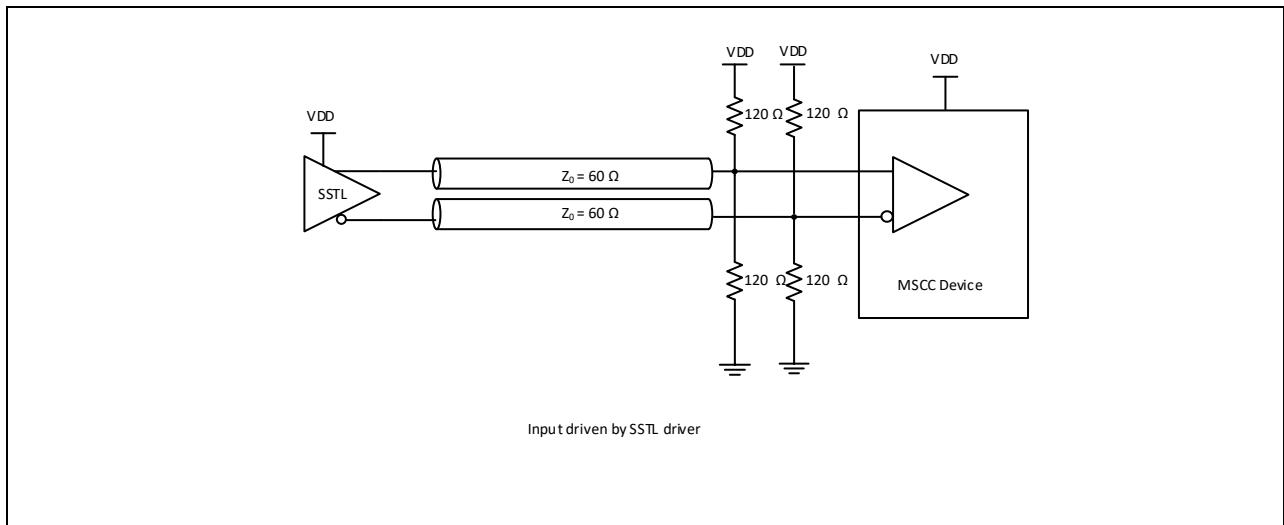 VDD VDD
VDD
120 Ω 120 Ω
VDD
Z₀ = 60 Ω
SSTL
Z₀ = 60 Ω
120 Ω 120 Ω
MSCC Device
Input driven by SSTL driver